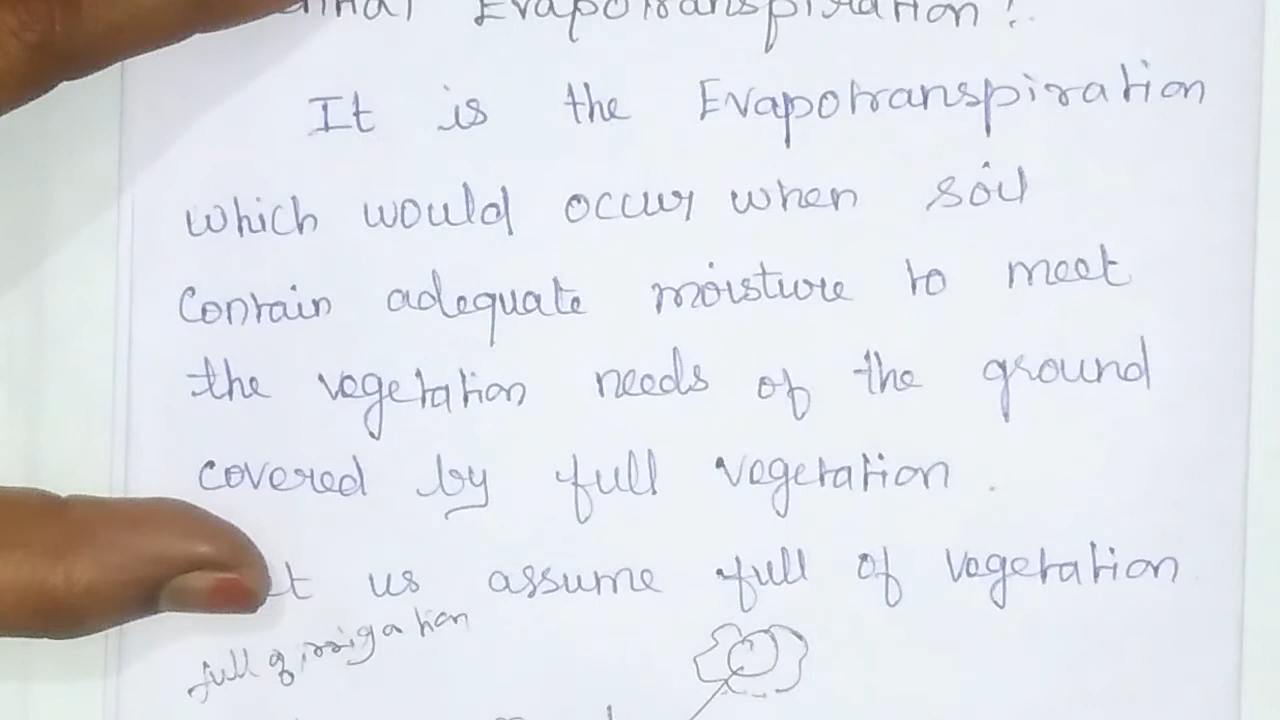 Evapotranspiration :
It is the Evapotranspiration
which would occur when soil
contain adequate moisture to meet
the vegetation needs of the ground
covered by full vegetation .
us assume full of vegetation
full of irrigation